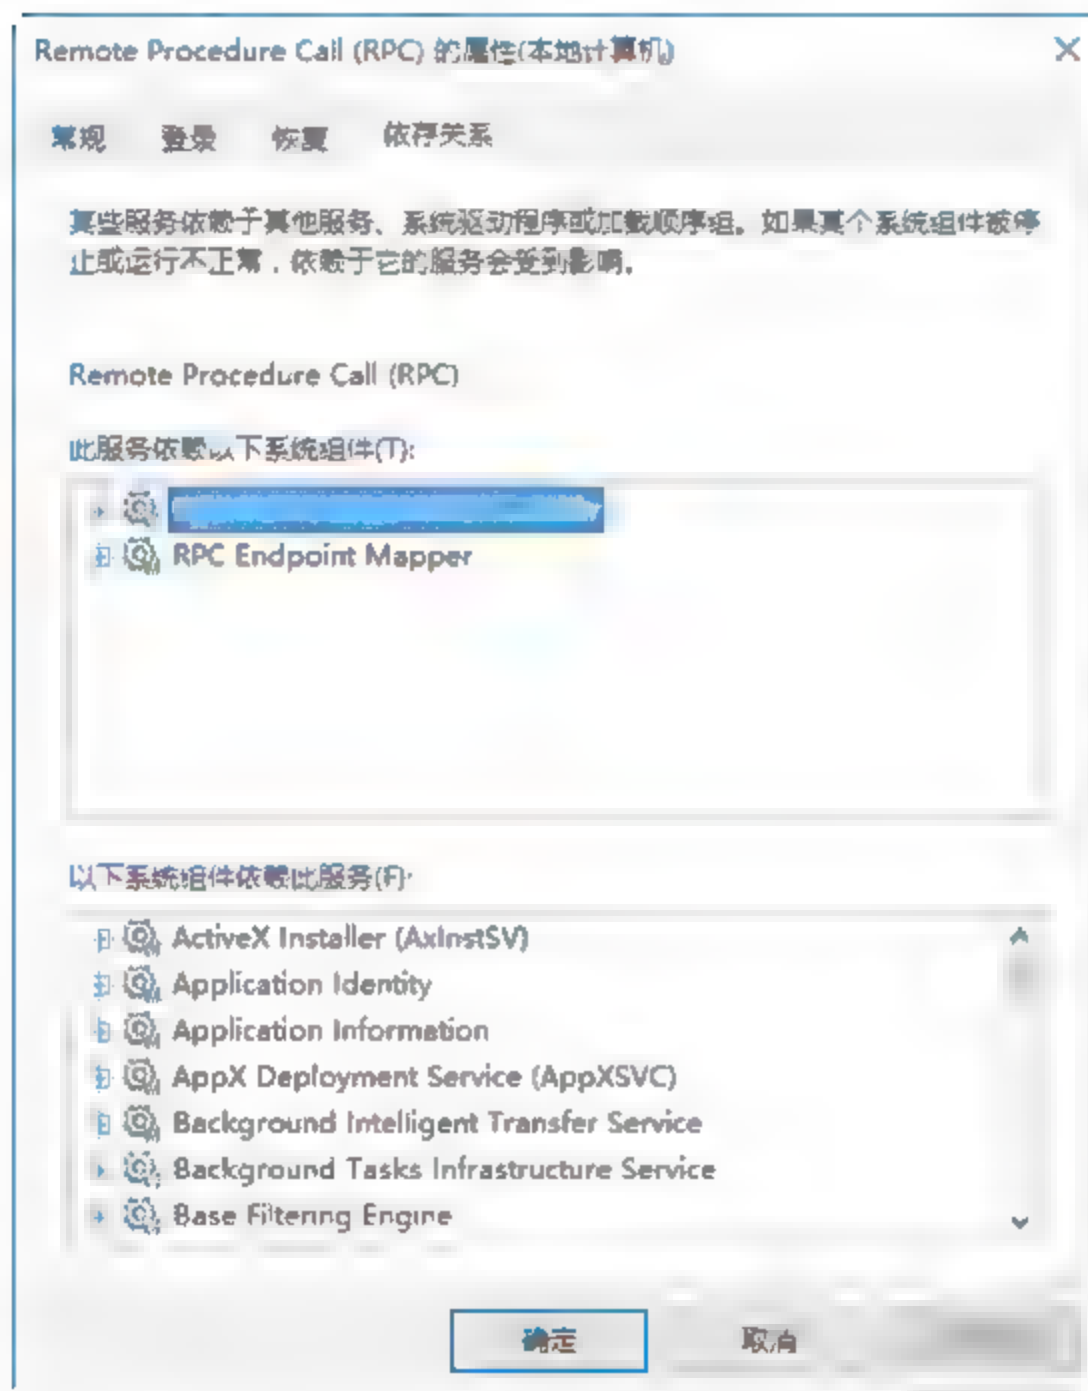 Remote Procedure Call (RPC) 的属性(本地计算机)
常规 登录 恢复 依存关系
某些服务依赖于其他服务、系统驱动程序或加载顺序组。如果某个系统组件被停
止或运行不正常，依赖于它的服务会受到影响。
Remote Procedure Call (RPC)
此服务依赖以下系统组件(T):
RPC Endpoint Mapper
以下系统组件依赖此服务(F):
ActiveX Installer (AxInstSV)
Application Identity
Application Information
AppX Deployment Service (AppXSVC)
Background Intelligent Transfer Service
Background Tasks Infrastructure Service
Base Filtering Engine
确定 取消